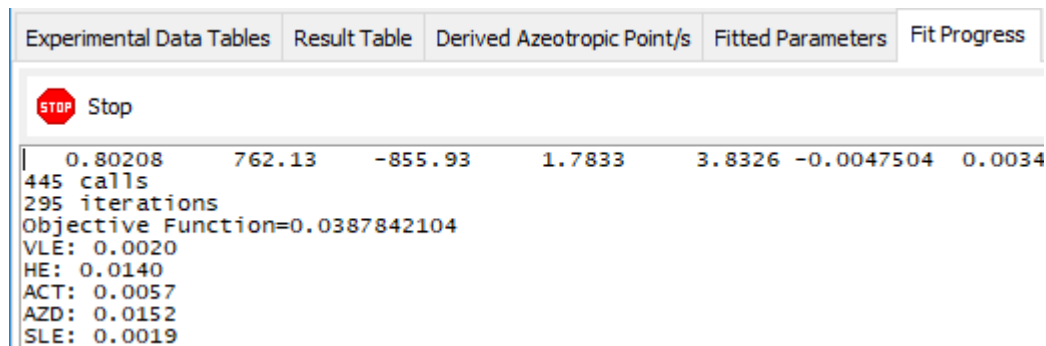 Experimental Data Tables Result Table Derived Azeotropic Point/s Fitted Parameters Fit Progress
STOP Stop
0.80208 762.13 -855.93 1.7833 3.8326 -0.0047504 0.0034
445 calls
295 iterations
Objective Function=0.0387842104
VLE: 0.0020
HE: 0.0140
ACT: 0.0057
AZD: 0.0152
SLE: 0.0019